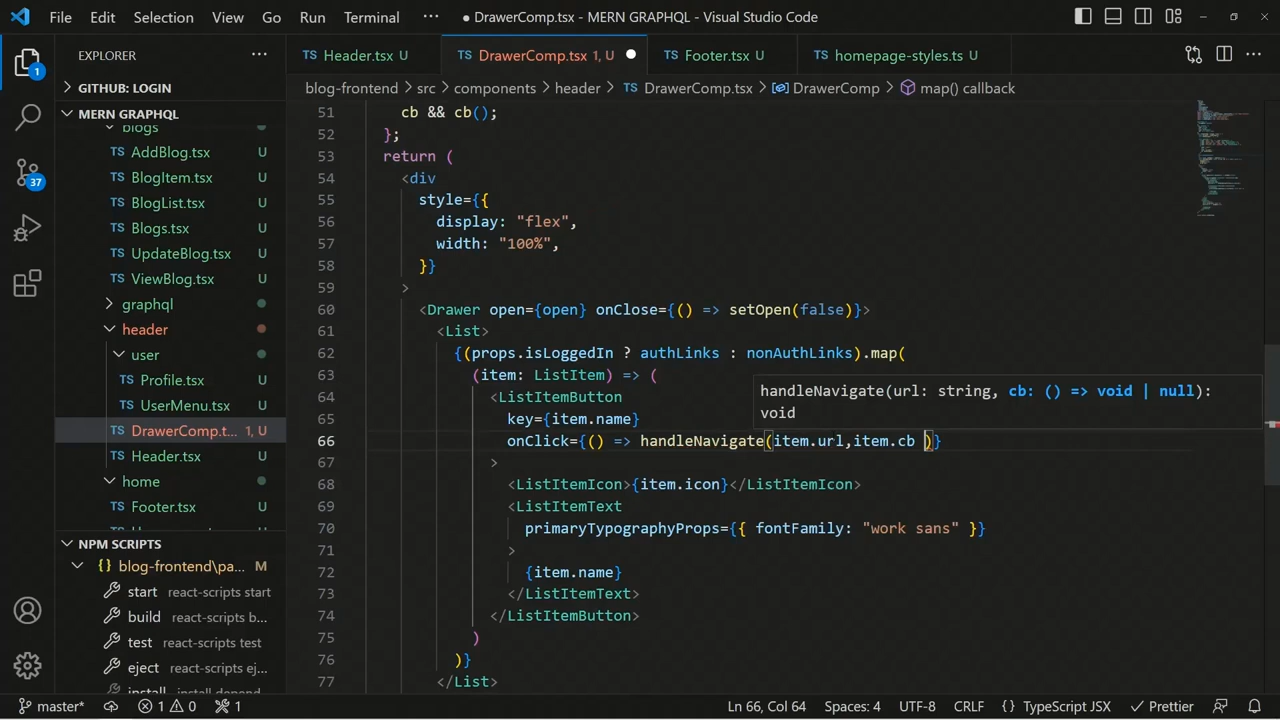 File Edit Selection View Go Run Terminal ··· ● DrawerComp.tsx - MERN GRAPHQL - Visual Studio Code
EXPLORER ···
TS Header.tsx U TS DrawerComp.tsx 1, U ● TS Footer.tsx U TS homepage-styles.ts U ···
blog-frontend > src > components > header > TS DrawerComp.tsx > DrawerComp > map() callback
1
37
GITHUB: LOGIN
MERN GRAPHQL
blogs
TS AddBlog.tsx U
TS BlogItem.tsx U
TS BlogList.tsx U
TS Blogs.tsx U
TS UpdateBlog.tsx U
TS ViewBlog.tsx U
graphql
header
user
TS Profile.tsx U
TS UserMenu.tsx U
TS DrawerComp.t... 1, U
TS Header.tsx U
home
TS Footer.tsx U
NPM SCRIPTS
{} blog-frontend\pa... M
start react-scripts start
build react-scripts b...
test react-scripts test
eject react-scripts ej...
install install depend
51 cb && cb();
52 };
53 return (
54 <div
55 style={{
56 display: "flex",
57 width: "100%",
58 }}
59 >
60 <Drawer open={open} onClose={() => setOpen(false)}>
61 <List>
62 {(props.isLoggedIn ? authLinks : nonAuthLinks).map(
63 (item: ListItem) => (
64 <ListItemButton
65 key={item.name}
66 onClick={() => handleNavigate(item.url,item.cb )}
67 >
68 <ListItemIcon>{item.icon}</ListItemIcon>
69 <ListItemText
70 primaryTypographyProps={{ fontFamily: "work sans" }}
71 >
72 {item.name}
73 </ListItemText>
74 </ListItemButton>
75 )
76 )}
77 </List>
handleNavigate(url: string, cb: () => void | null):
void
master* 1 0 1 Ln 66, Col 64 Spaces: 4 UTF-8 CRLF {} TypeScript JSX Prettier